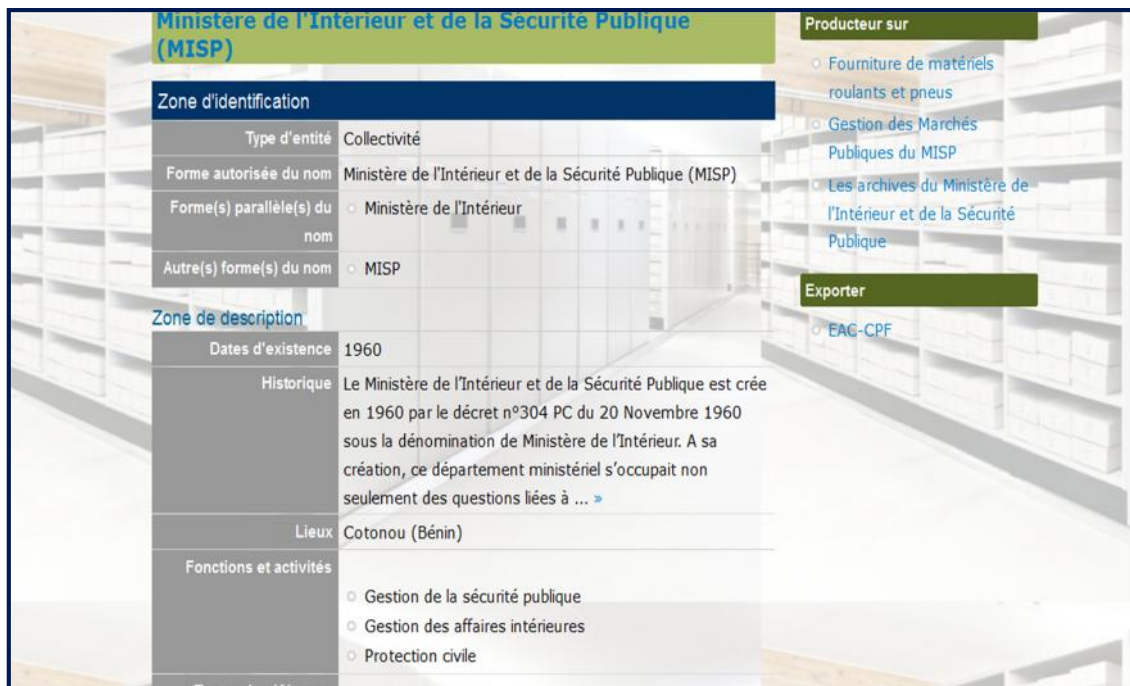 Ministère de l'Intérieur et de la Sécurité Publique
(MISP)
Zone d'identification
Type d'entité Collectivité
Forme autorisée du nom Ministère de l'Intérieur et de la Sécurité Publique (MISP)
Forme(s) parallèle(s) du
nom
Ministère de l'Intérieur
Autre(s) forme(s) du nom MISP
Zone de description
Dates d'existence 1960
Historique Le Ministère de l'Intérieur et de la Sécurité Publique est crée
en 1960 par le décret nº304 PC du 20 Novembre 1960
sous la dénomination de Ministère de l'Intérieur. A sa
création, ce département ministériel s'occupait non
seulement des questions liées à ... »
Lieux Cotonou (Bénin)
Fonctions et activités
Gestion de la sécurité publique
Gestion des affaires intérieures
Protection civile
Producteur sur
Fourniture de matériels
roulants et pneus
Gestion des Marchés
Publiques du MISP
Les archives du Ministère de
l'Intérieur et de la Sécurité
Publique
Exporter
EAC-CPF